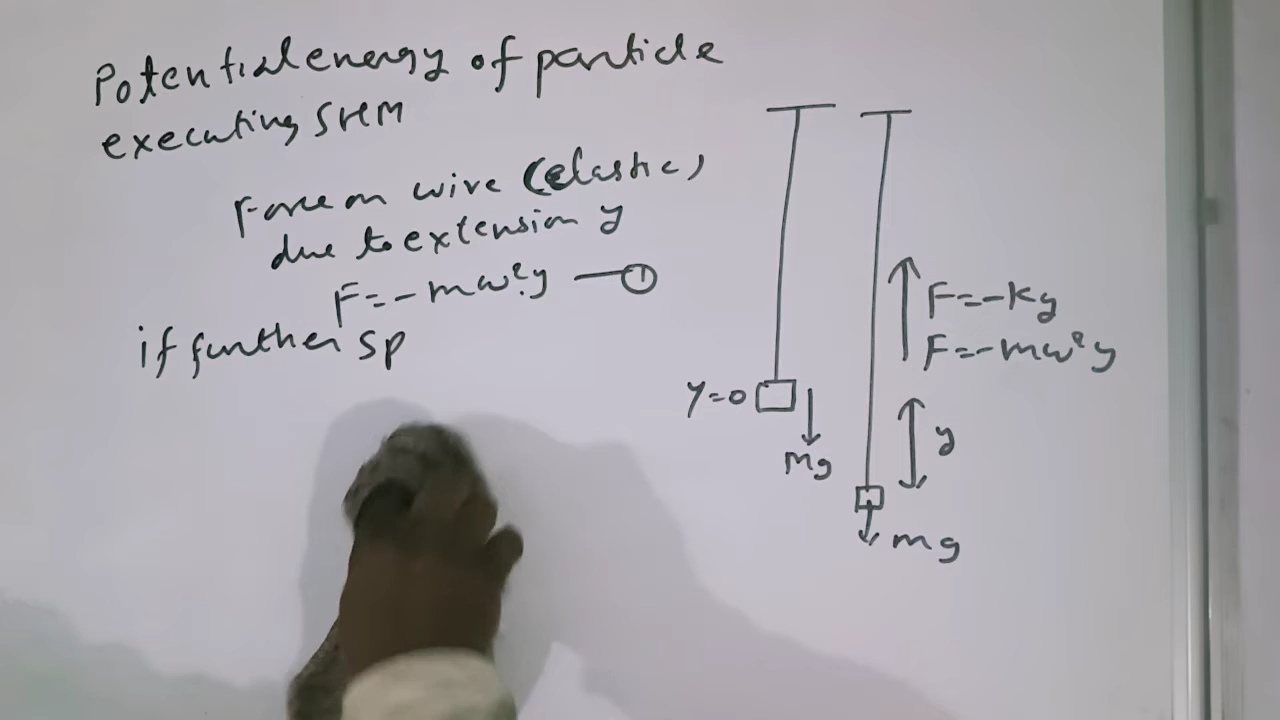 Potential energy of particle
executing SHM
Force on wire (elastic)
due to extension y
F=-mω²y —①
if further sp
F=-Ky
F=-mω²y
y=0
Mg
y
mg